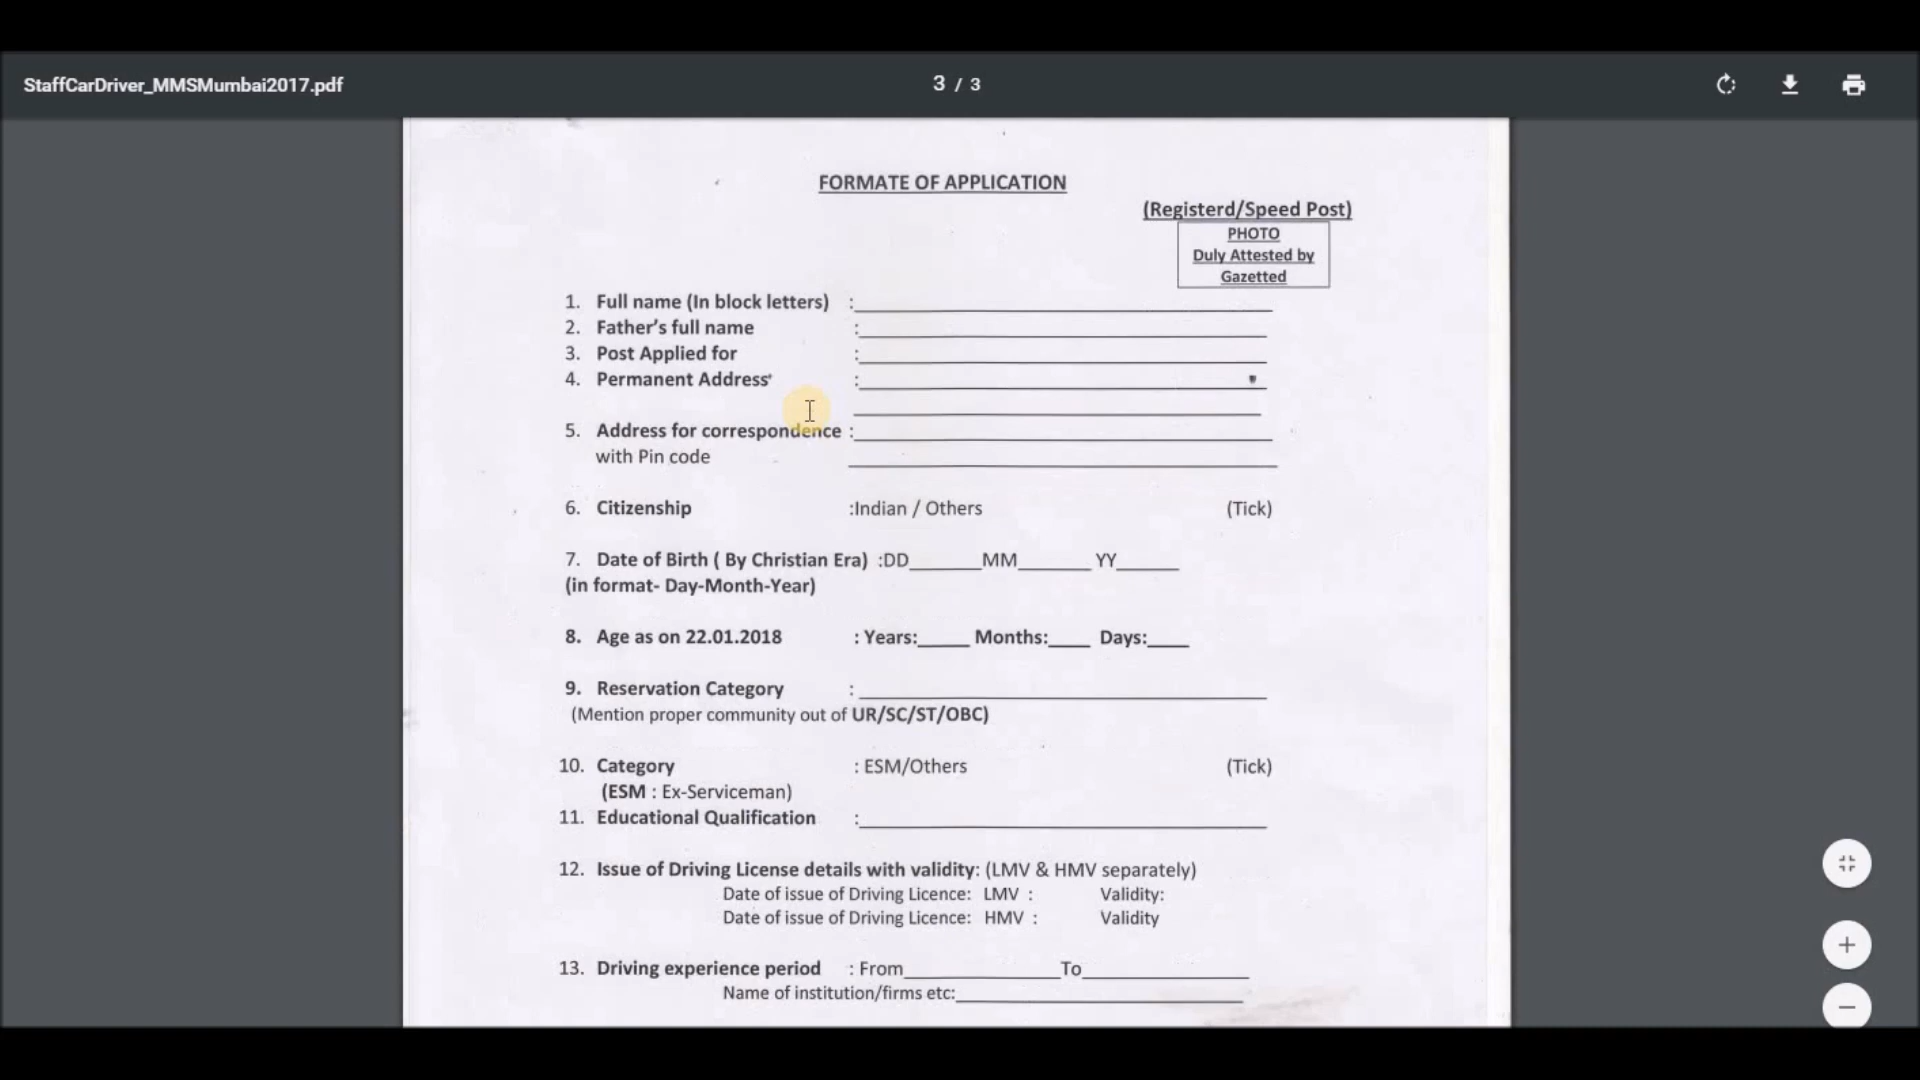 StaffCarDriver_MMSMumbai2017.pdf
3 / 3
FORMATE OF APPLICATION
(Registerd/Speed Post)
PHOTO
Duly Attested by
Gazetted
1. Full name (In block letters) :
2. Father's full name :
3. Post Applied for :
4. Permanent Address :
5. Address for correspondence :
with Pin code
6. Citizenship :Indian / Others (Tick)
7. Date of Birth ( By Christian Era) :DD_______MM_______ YY______
(in format- Day-Month-Year)
8. Age as on 22.01.2018 : Years:_____ Months:____ Days:____
9. Reservation Category :
(Mention proper community out of UR/SC/ST/OBC)
10. Category : ESM/Others (Tick)
(ESM : Ex-Serviceman)
11. Educational Qualification :
12. Issue of Driving License details with validity: (LMV & HMV separately)
Date of issue of Driving Licence: LMV : Validity:
Date of issue of Driving Licence: HMV : Validity
13. Driving experience period : From_______________To________________
Name of institution/firms etc: